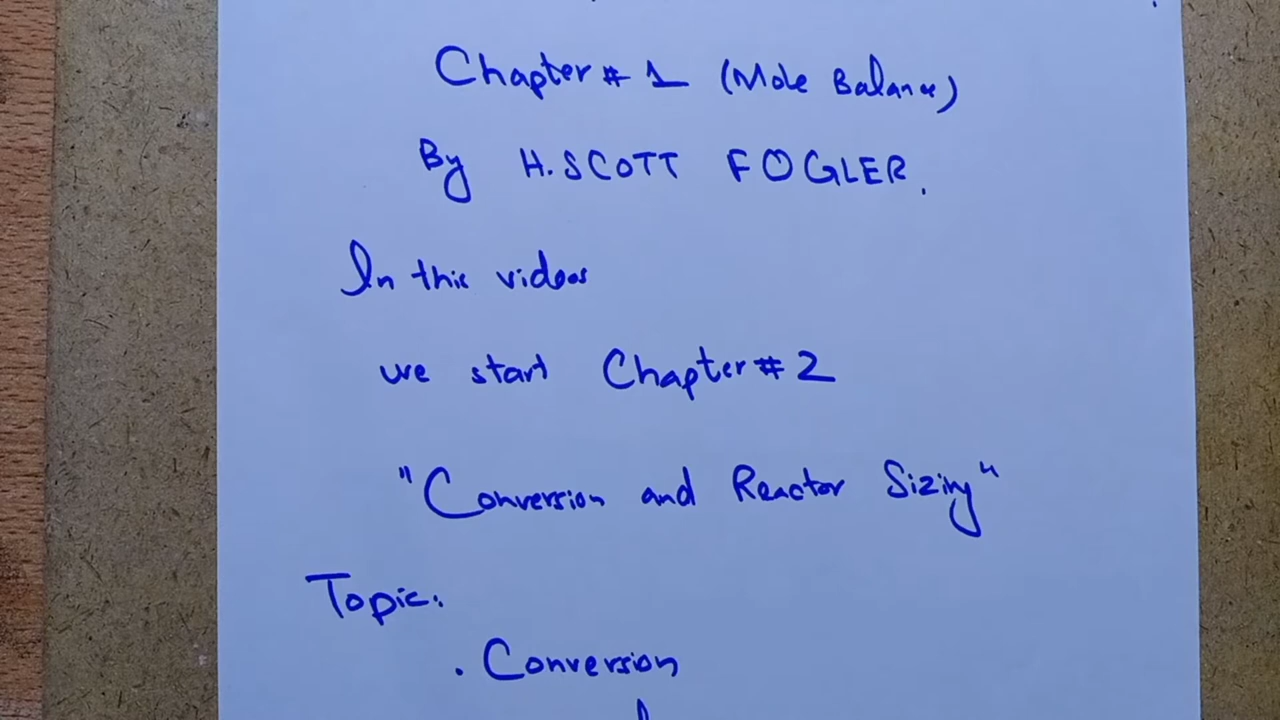 Chapter # 1 (Mole Balance)
By H. SCOTT FOGLER.
In this videos
we start Chapter # 2
"Conversion and Reactor Sizing"
Topic:
. Conversion